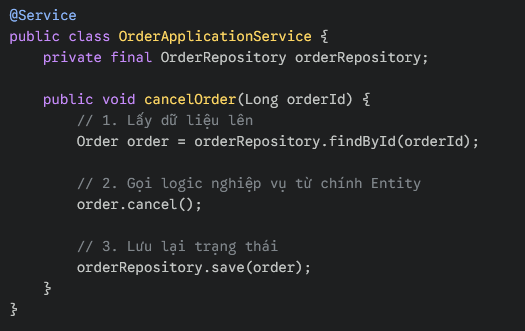 @Service
public class OrderApplicationService {
    private final OrderRepository orderRepository;

    public void cancelOrder(Long orderId) {
        // 1. Lấy dữ liệu lên
        Order order = orderRepository.findById(orderId);

        // 2. Gọi logic nghiệp vụ từ chính Entity
        order.cancel();

        // 3. Lưu lại trạng thái
        orderRepository.save(order);
    }
}